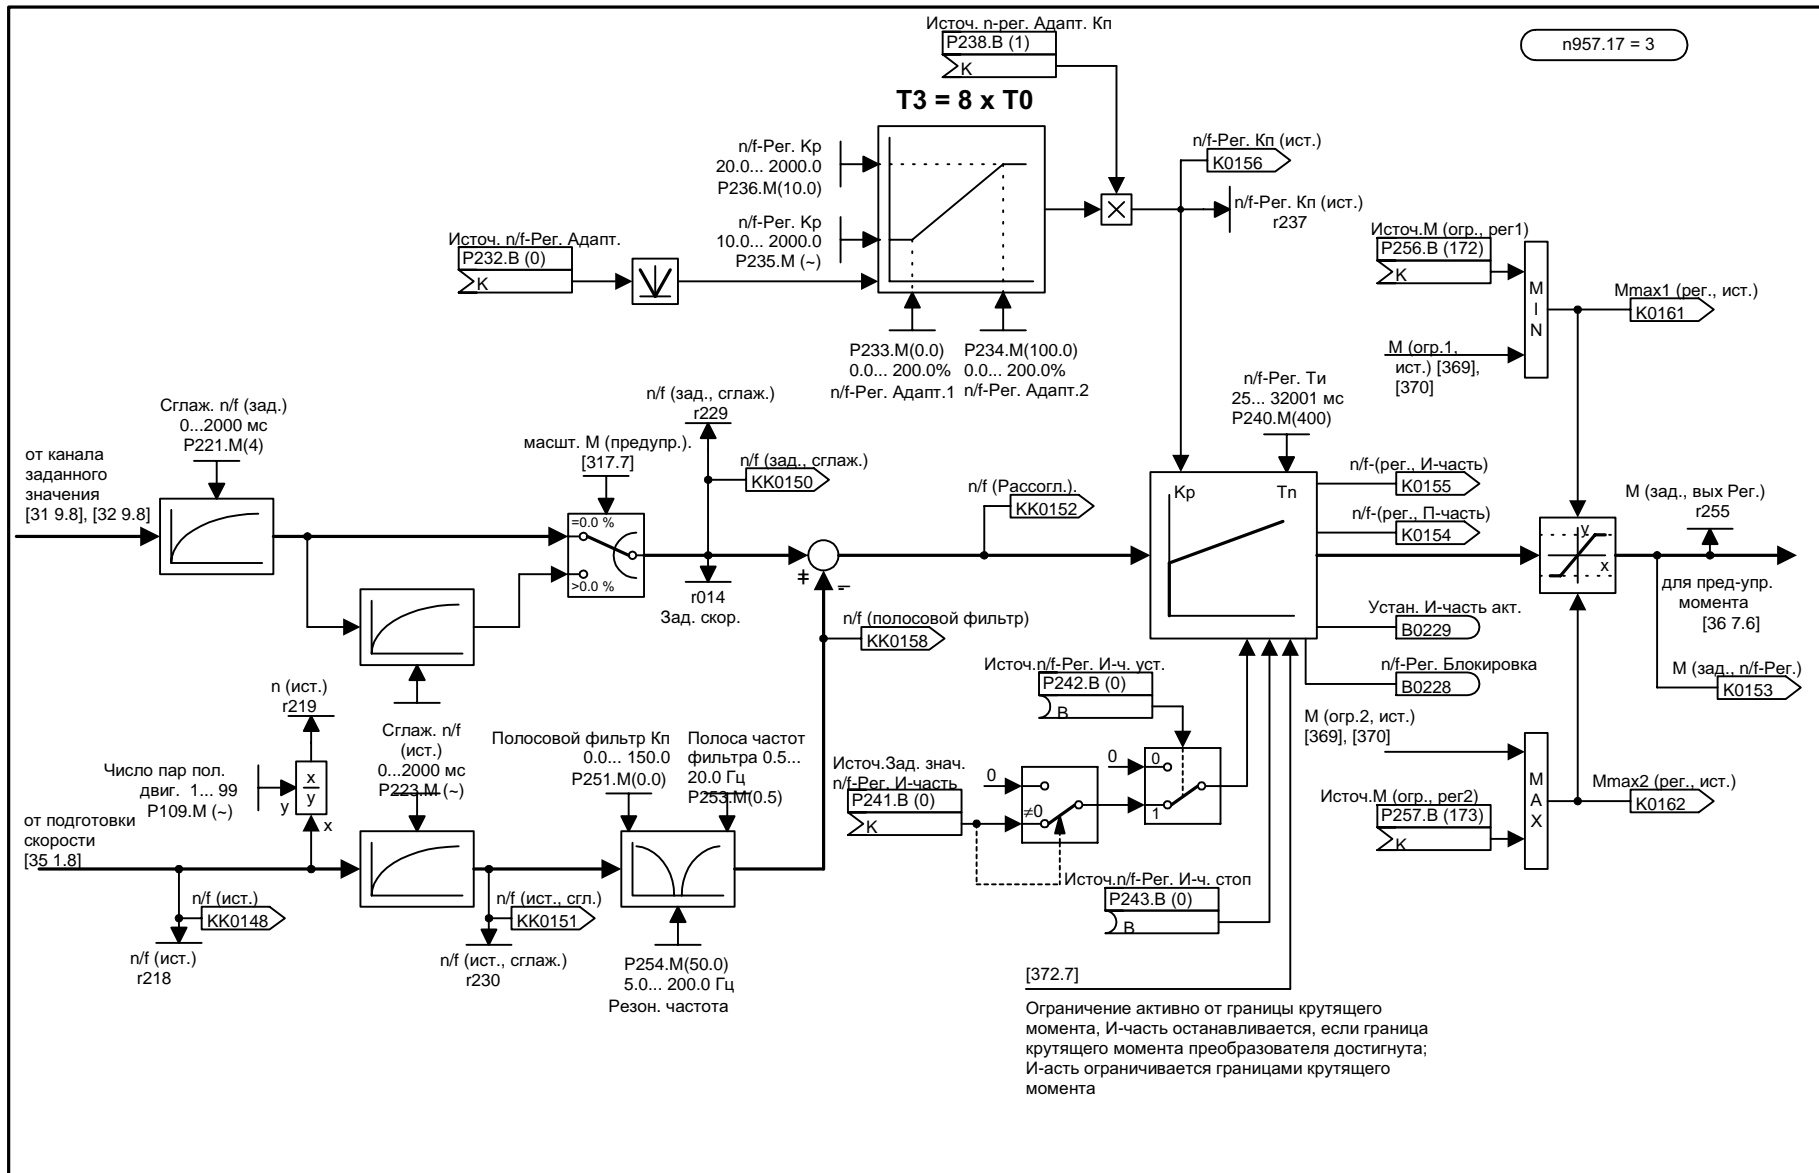 Источ. n-рег. Адапт. Кп
P238.B (1)
K
n957.17 = 3
T3 = 8 x T0
n/f-Рег. Kp
20.0... 2000.0
P236.M(10.0)
n/f-Рег. Kp
10.0... 2000.0
P235.M (~)
n/f-Рег. Кп (ист.)
K0156
n/f-Рег. Кп (ист.)
r237
Источ. n/f-Рег. Адапт.
P232.B (0)
K
P233.M(0.0)
0.0... 200.0%
n/f-Рег. Адапт.1
P234.M(100.0)
0.0... 200.0%
n/f-Рег. Адапт.2
Источ.М (огр., рег1)
P256.B (172)
K
M
I
N
Mmax1 (рег., ист.)
K0161
М (огр.1,
ист.) [369],
[370]
Сглаж. n/f (зад.)
0...2000 мс
P221.M(4)
от канала
заданного
значения
[31 9.8], [32 9.8]
масшт. М (предупр.).
[317.7]
=0.0 %
>0.0 %
n/f (зад., сглаж.)
r229
n/f (зад., сглаж.)
KK0150
r014
Зад. скор.
n/f (Рассогл.).
KK0152
n/f-Рег. Ти
25... 32001 мс
P240.M(400)
Kp
Tn
n/f-(рег., И-часть)
K0155
n/f-(рег., П-часть)
K0154
y
x
М (зад., вых Рег.)
r255
для пред-упр.
момента
[36 7.6]
М (зад., n/f-Рег.)
K0153
Устан. И-часть акт.
B0229
n/f-Рег. Блокировка
B0228
n/f (полосовой фильтр)
KK0158
n (ист.)
r219
Число пар пол.
двиг. 1... 99
P109.M (~)
x
y
y
x
от подготовки
скорости
[35 1.8]
n/f (ист.)
KK0148
n/f (ист.)
r218
Сглаж. n/f
(ист.)
0...2000 мс
P223.M (~)
n/f (ист., сгл.)
KK0151
n/f (ист., сглаж.)
r230
Полосовой фильтр Кп
0.0... 150.0
P251.M(0.0)
Полоса частот
фильтра 0.5...
20.0 Гц
P253.M(0.5)
P254.M(50.0)
5.0... 200.0 Гц
Резон. частота
Источ.n/f-Рег. И-ч. уст.
P242.B (0)
B
Источ.Зад. знач.
n/f-Рег. И-часть
P241.B (0)
K
0
≠0
0
0
1
Источ.n/f-Рег. И-ч. стоп
P243.B (0)
B
М (огр.2, ист.)
[369], [370]
Источ.М (огр., рег2)
P257.B (173)
K
M
A
X
Mmax2 (рег., ист.)
K0162
[372.7]
Ограничение активно от границы крутящего
момента, И-часть останавливается, если граница
крутящего момента преобразователя достигнута;
И-асть ограничивается границами крутящего
момента